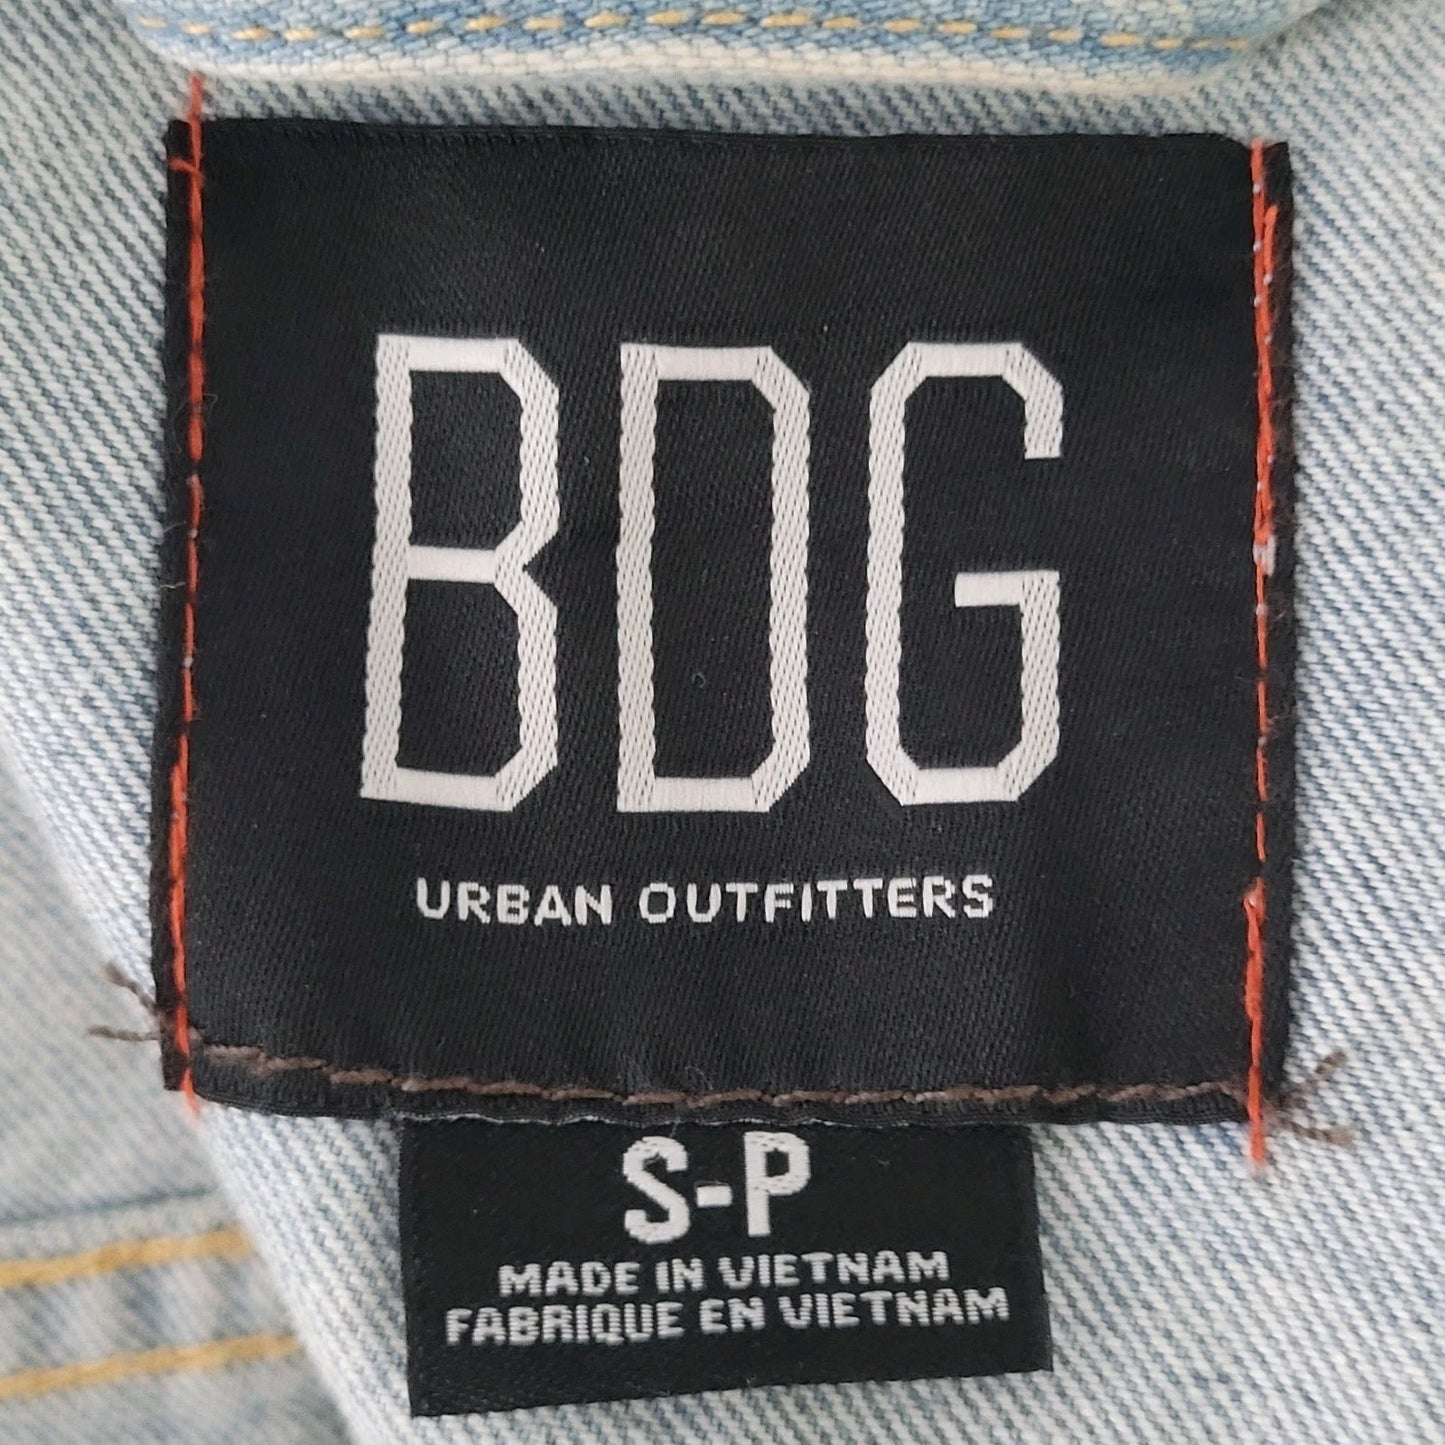 BDG
URBAN OUTFITTERS
S-P
MADE IN VIETNAM
FABRIQUE EN VIETNAM